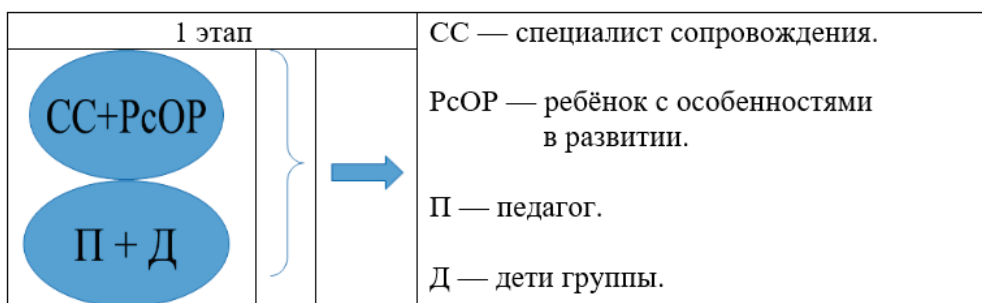 1 этап
СС+РсОР
П + Д
СС — специалист сопровождения.
РсОР — ребёнок с особенностями
в развитии.
П — педагог.
Д — дети группы.